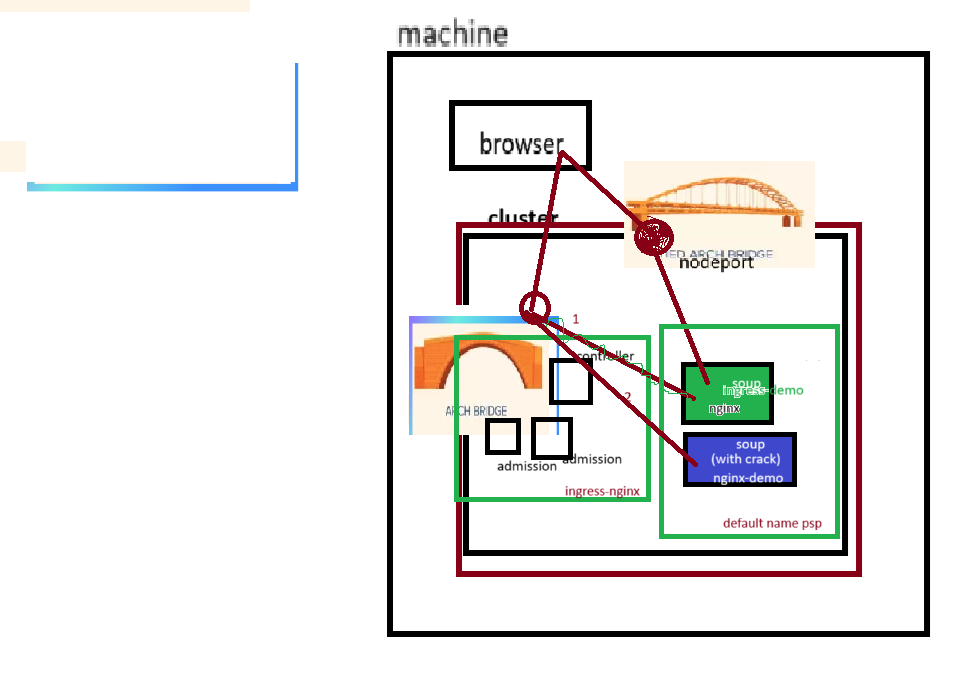 machine
browser
cluster
TIED ARCH BRIDGE
nodeport
1
controller
ARCH BRIDGE
2
soup
ingress-demo
nginx
soup
(with crack)
nginx-demo
admission
admission
ingress-nginx
default name psp